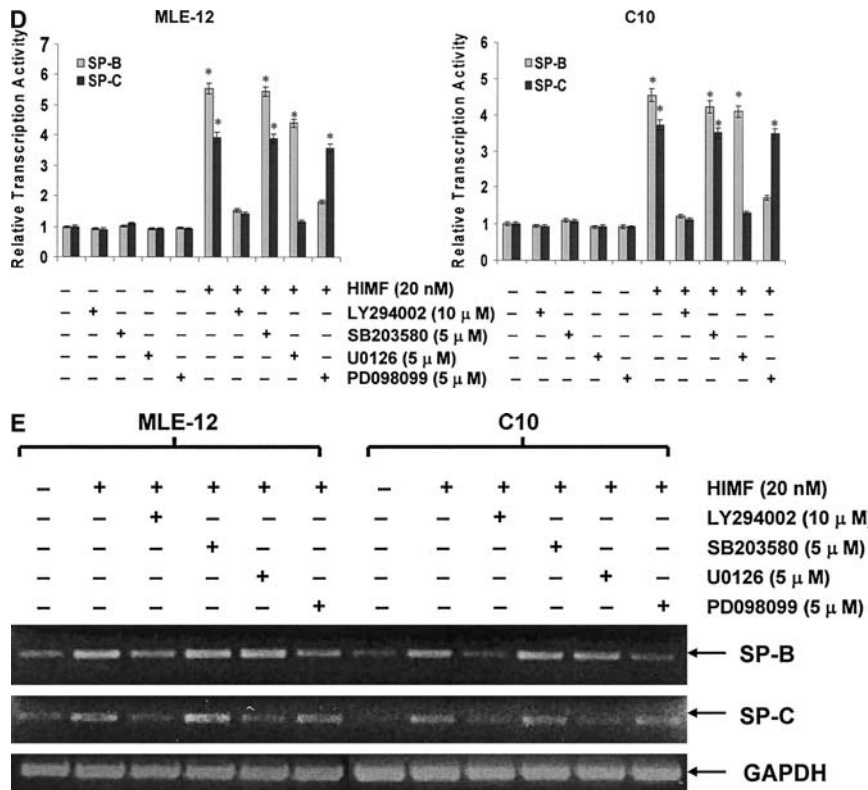 D
MLE-12
C10
Relative Transcription Activity
7
6
5
4
3
2
1
0
SP-B
SP-C
* * * * * *
Relative Transcription Activity
6
5
4
3
2
1
0
SP-B
SP-C
* * * * * *
– – – – – + + + + + HIMF (20 nM) – – – – – + + + + +
– + – – – – + – – – LY294002 (10 μ M) – + – – – – + – – –
– – + – – – – + – – SB203580 (5 μ M) – – + – – – – + – –
– – – + – – – – + – U0126 (5 μ M) – – – + – – – – + –
– – – – + – – – – + PD098099 (5 μ M) – – – – + – – – – +
E
MLE-12
C10
– + + + + + – + + + + + HIMF (20 nM)
– – + – – – – – + – – – LY294002 (10 μ M)
– – – + – – – – – + – – SB203580 (5 μ M)
– – – – + – – – – – + – U0126 (5 μ M)
– – – – – + – – – – – + PD098099 (5 μ M)
SP-B
SP-C
GAPDH